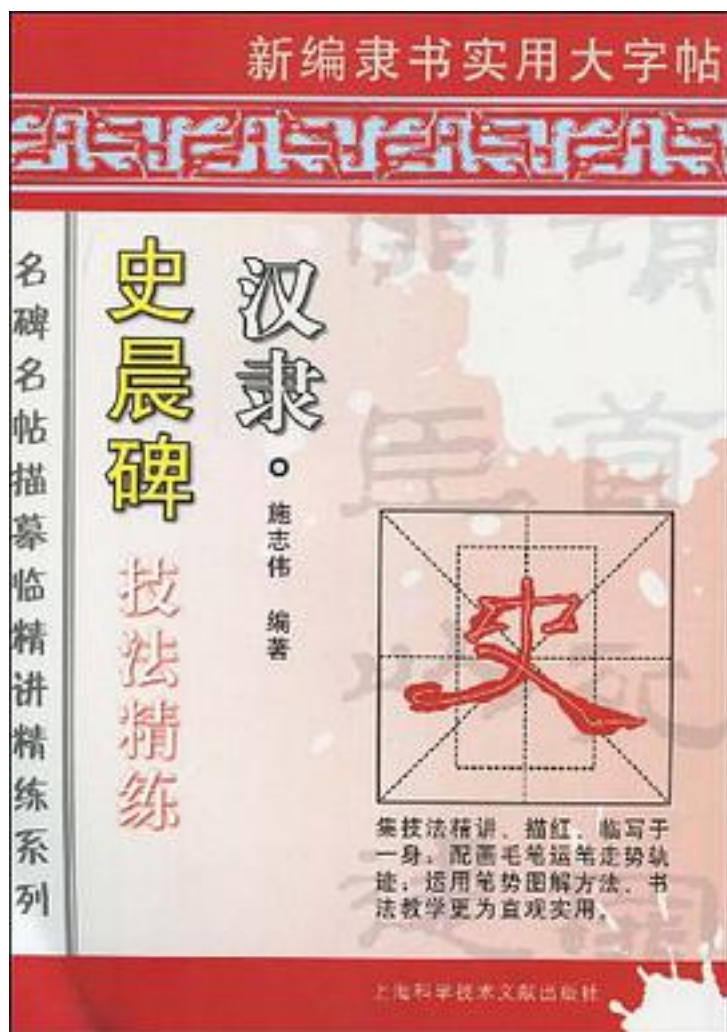 新编隶书实用大字帖
名碑名帖描摹临精讲精练系列
汉隶·
史晨碑
技法精练
施志伟 编著
史
集技法精讲、描红、临写于
一身；配画毛笔运笔走势轨
迹；运用笔势图解方法，书
法教学更为直观实用。
上海科学技术文献出版社